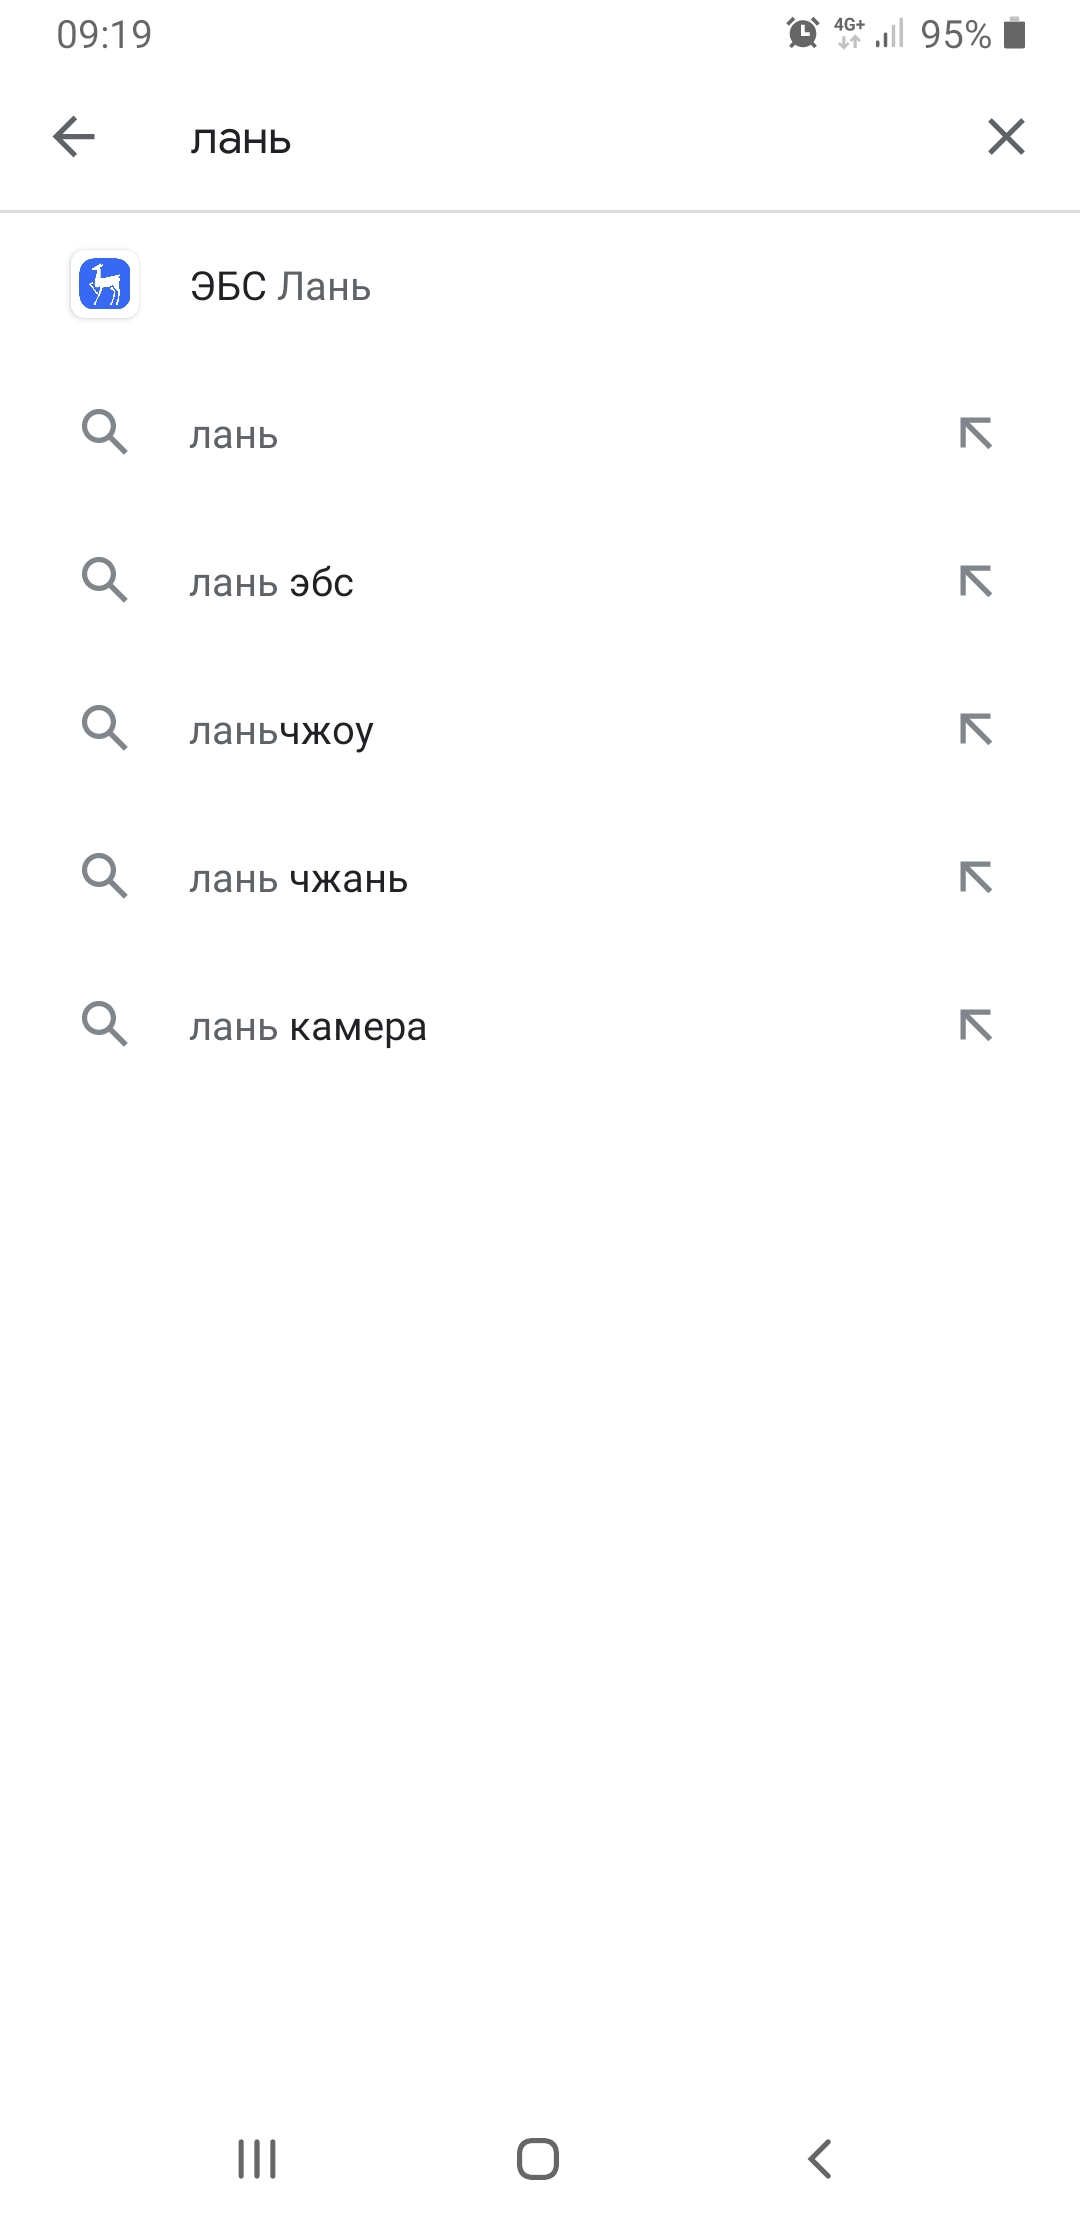 09:19 4G+ 95%
лань
ЭБС Лань
лань
лань эбс
ланьчжоу
лань чжань
лань камера